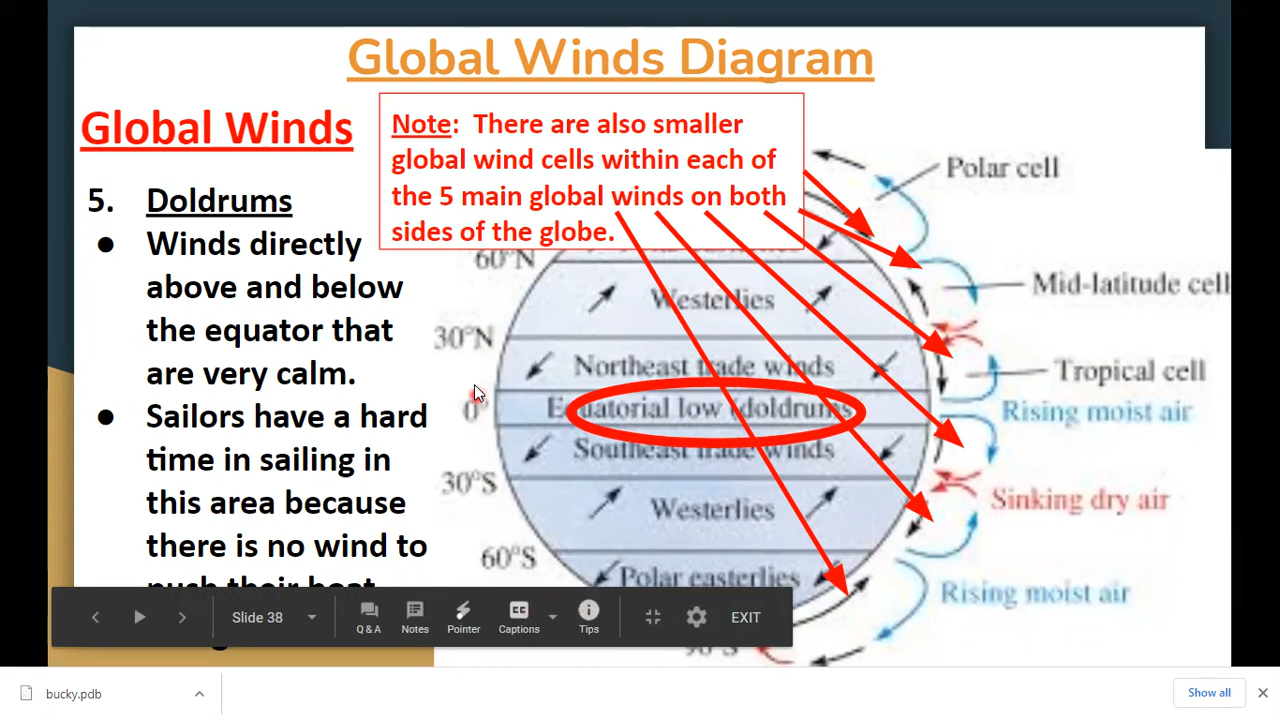 Global Winds Diagram
Global Winds
5. Doldrums
● Winds directly
above and below
the equator that
are very calm.
● Sailors have a hard
time in sailing in
this area because
there is no wind to
push their boat
Note: There are also smaller
global wind cells within each of
the 5 main global winds on both
sides of the globe.
Polar cell
60°N
Westerlies
Mid-latitude cell
30°N
Northeast trade winds
Tropical cell
0°
Equatorial low (doldrums
Rising moist air
Southeast trade winds
30°S
Sinking dry air
Westerlies
60°S
Polar easterlies
Rising moist air
90°S
Slide 38
Q & A
Notes
Pointer
CC
Captions
Tips
EXIT
bucky.pdb
Show all